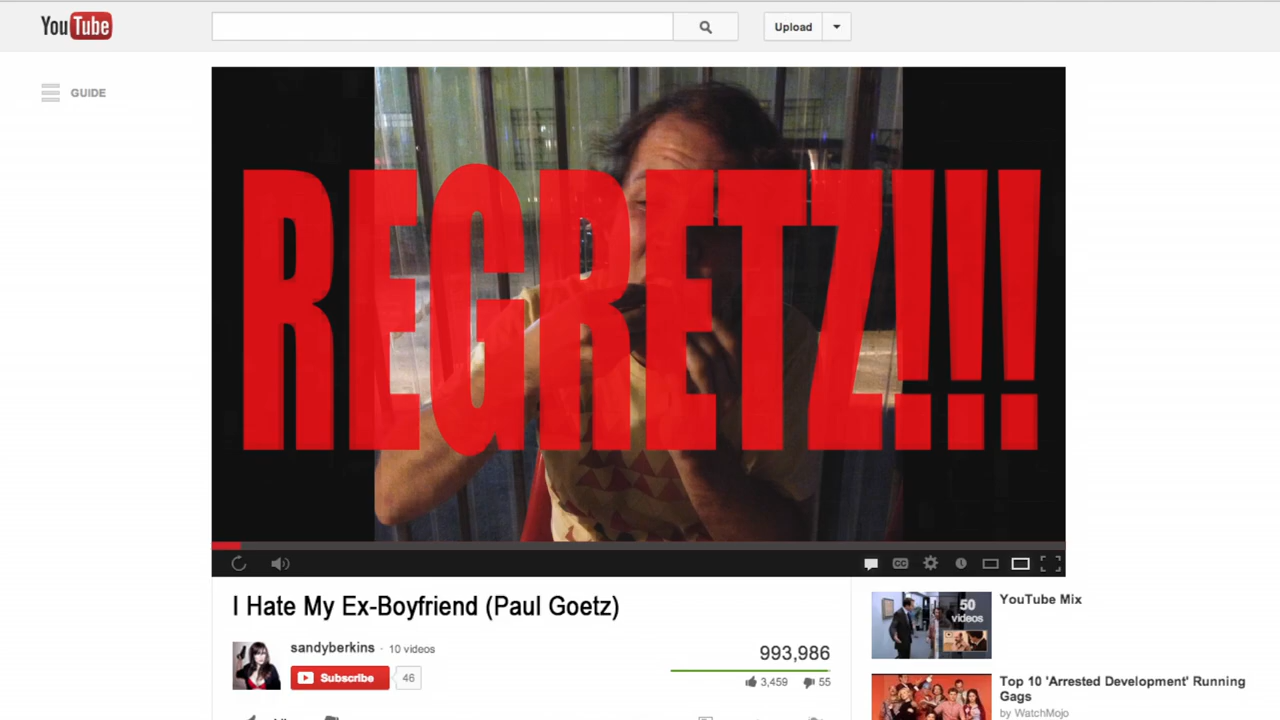 YouTube
Upload
GUIDE
REGRETZ!!!
CC
I Hate My Ex-Boyfriend (Paul Goetz)
sandyberkins · 10 videos
Subscribe 46
993,986
3,459 55
50
videos
YouTube Mix
Top 10 'Arrested Development' Running
Gags
by WatchMojo